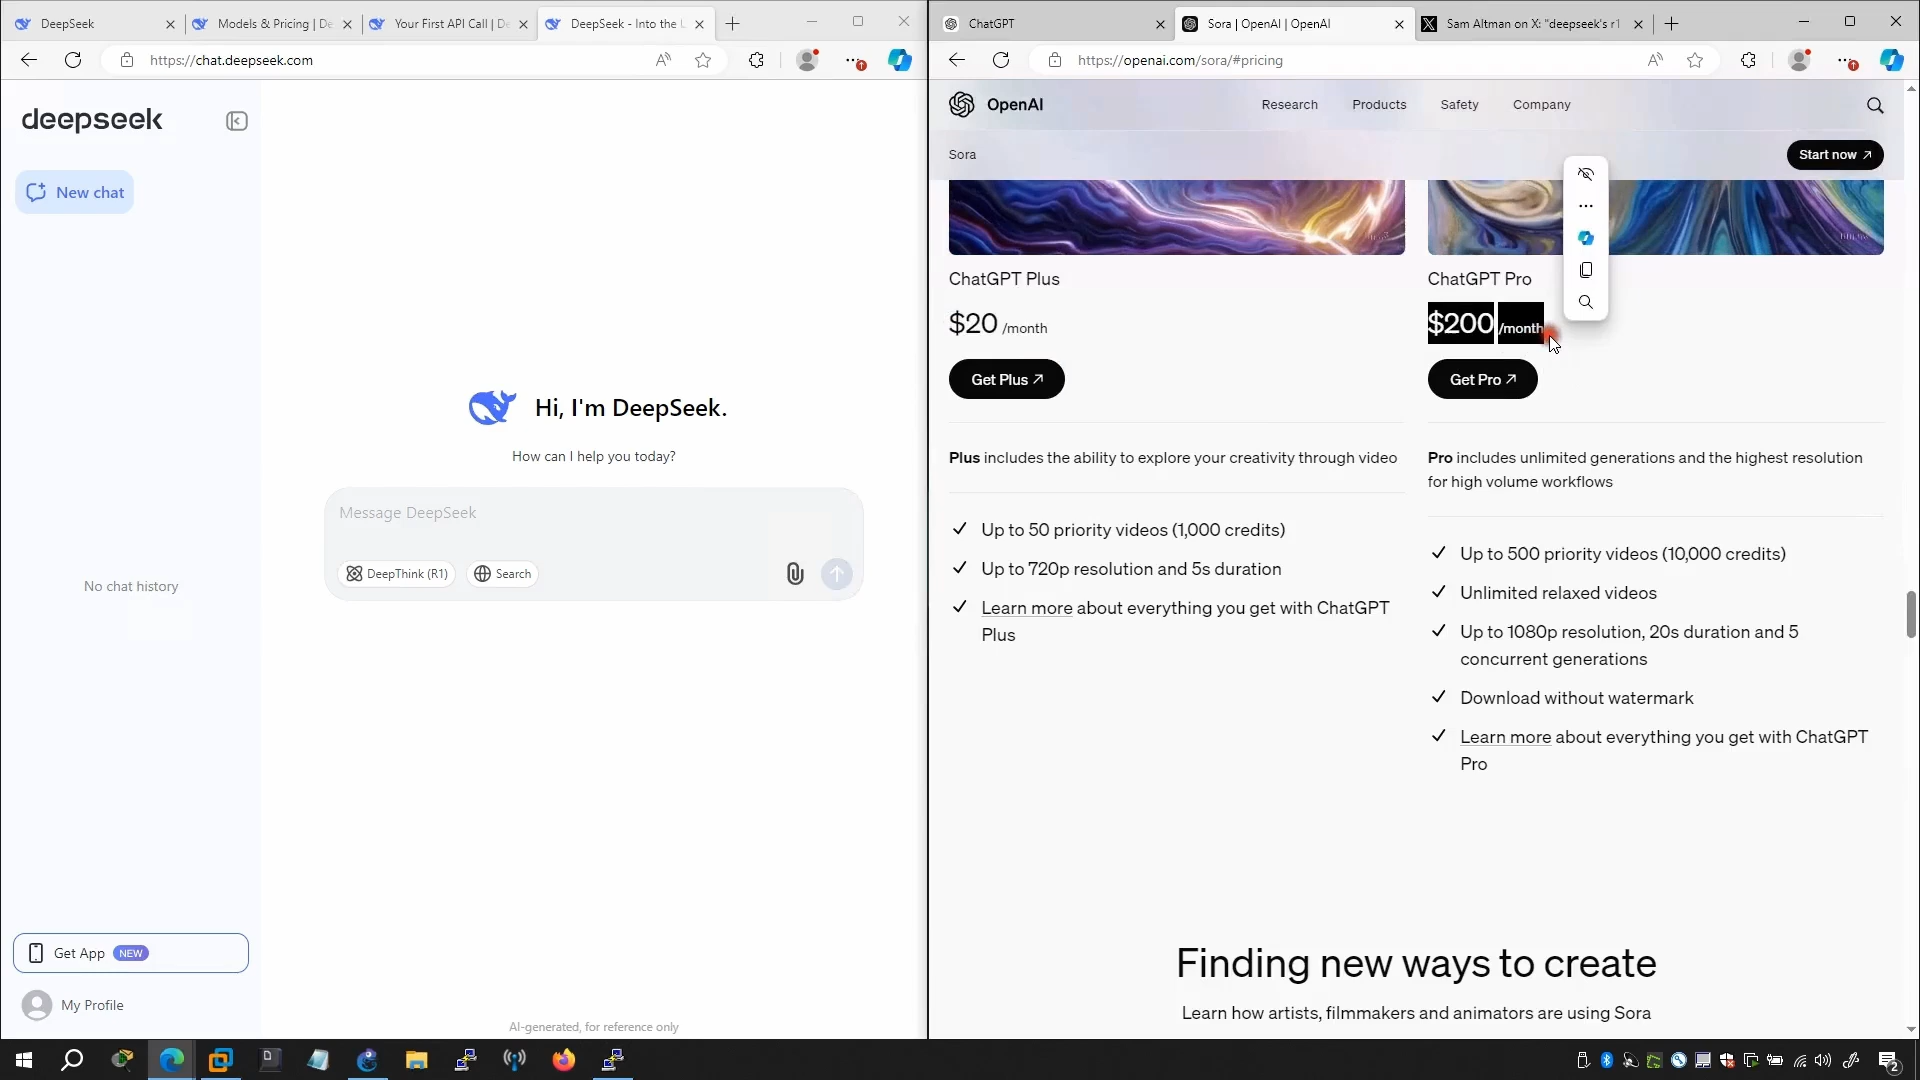 DeepSeek
Models & Pricing | De
Your First API Call | De
DeepSeek - Into the
ChatGPT
Sora | OpenAI | OpenAI
Sam Altman on X: "deepseek's r1
https://chat.deepseek.com
https://openai.com/sora/#pricing
deepseek
New chat
No chat history
Get App NEW
My Profile
Hi, I'm DeepSeek.
How can I help you today?
Message DeepSeek
DeepThink (R1)
Search
AI-generated, for reference only
OpenAI
Research
Products
Safety
Company
Sora
Start now
ChatGPT Plus
$20 /month
Get Plus
Plus includes the ability to explore your creativity through video
Up to 50 priority videos (1,000 credits)
Up to 720p resolution and 5s duration
Learn more about everything you get with ChatGPT
Plus
ChatGPT Pro
$200 /month
Get Pro
Pro includes unlimited generations and the highest resolution
for high volume workflows
Up to 500 priority videos (10,000 credits)
Unlimited relaxed videos
Up to 1080p resolution, 20s duration and 5
concurrent generations
Download without watermark
Learn more about everything you get with ChatGPT
Pro
Finding new ways to create
Learn how artists, filmmakers and animators are using Sora
2